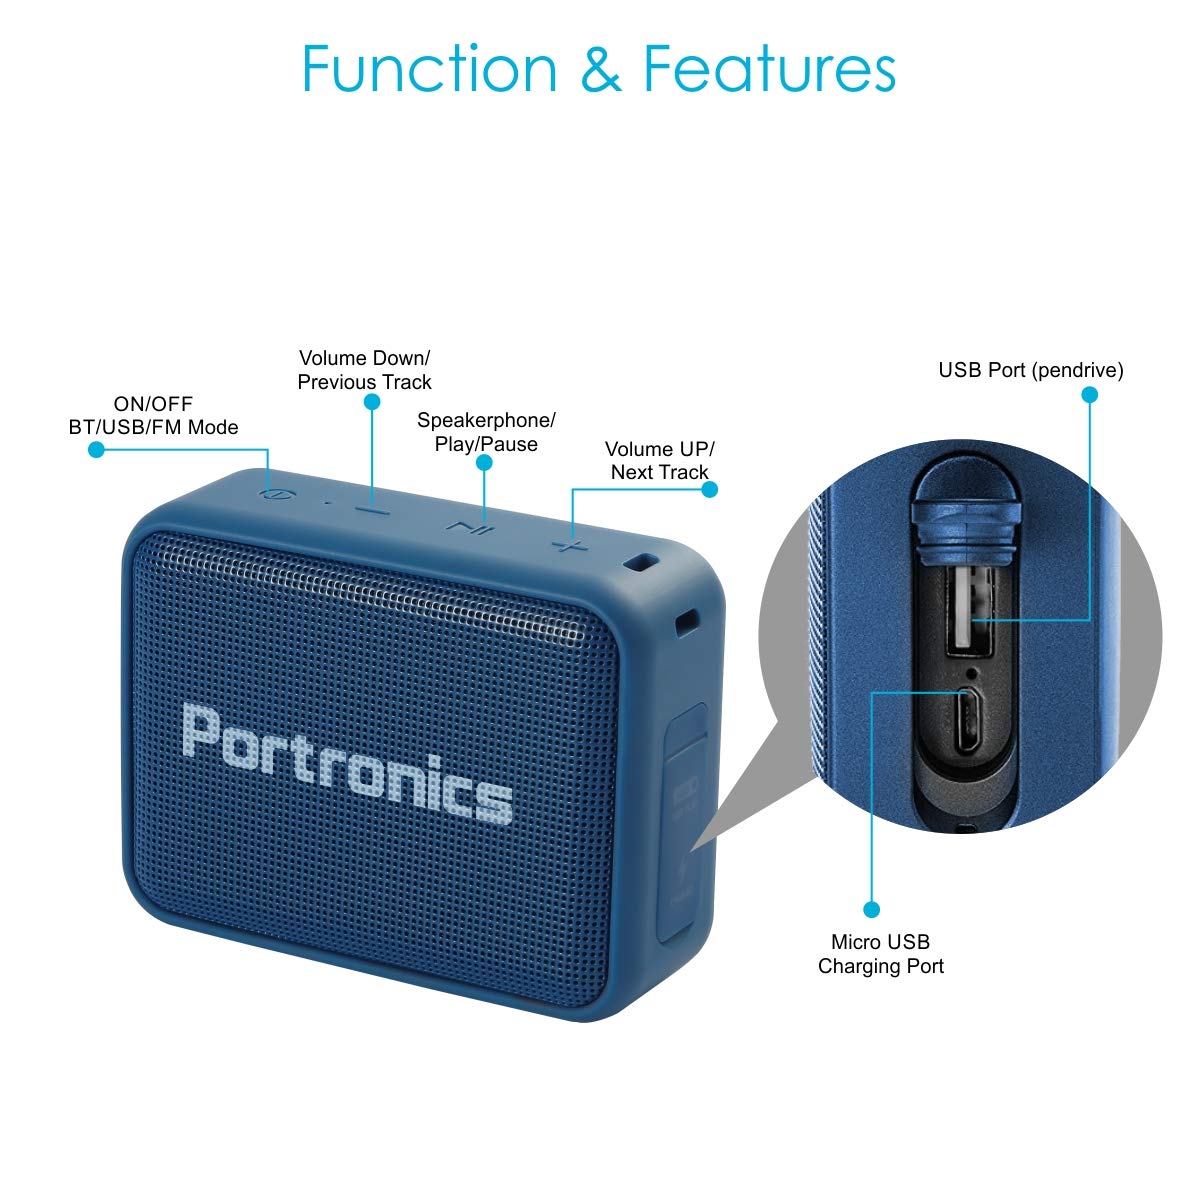 Function & Features
Volume Down/
Previous Track
ON/OFF
BT/USB/FM Mode
Speakerphone/
Play/Pause
Volume UP/
Next Track
USB Port (pendrive)
Portronics
Micro USB
Charging Port